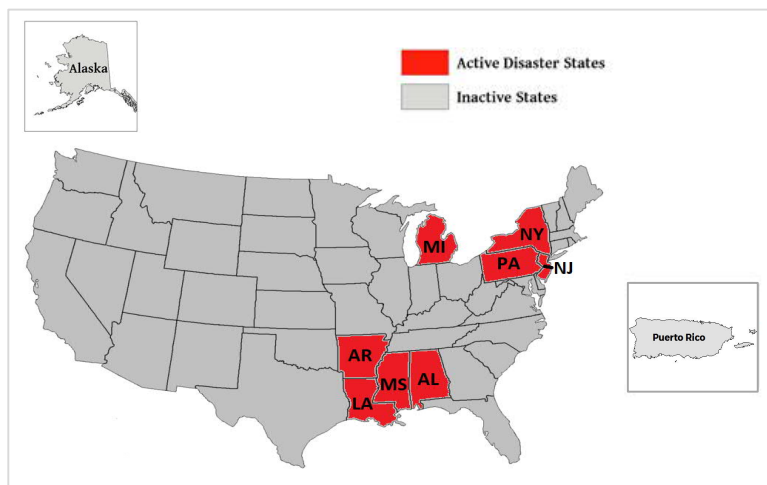 Alaska
Active Disaster States
Inactive States
NY
MI
PA
NJ
AR
MS
AL
LA
Puerto Rico